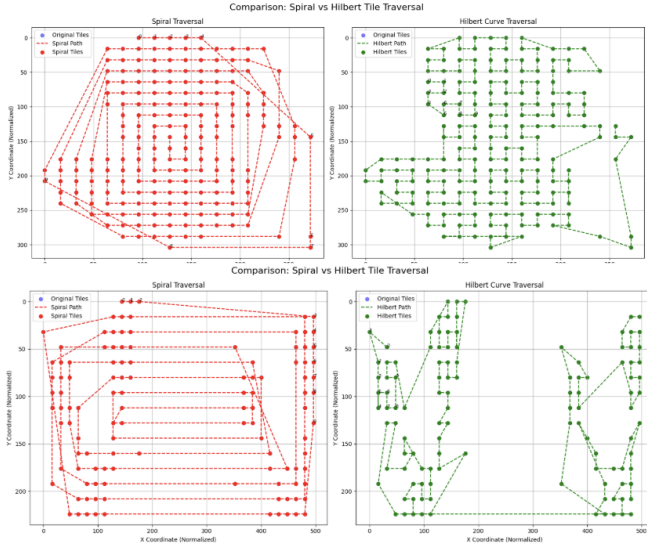 Comparison: Spiral vs Hilbert Tile Traversal
Spiral Traversal
Original Tiles
Spiral Path
Spiral Tiles
Y Coordinate (Normalized)
0
50
100
150
200
250
300
0
50
Hilbert Curve Traversal
Original Tiles
Hilbert Path
Hilbert Tiles
Y Coordinate (Normalized)
0
50
100
150
200
250
300
Comparison: Spiral vs Hilbert Tile Traversal
Spiral Traversal
Original Tiles
Spiral Path
Spiral Tiles
Y Coordinate (Normalized)
0
50
100
150
200
0
100
200
300
400
500
X Coordinate (Normalized)
Hilbert Curve Traversal
Original Tiles
Hilbert Path
Hilbert Tiles
Y Coordinate (Normalized)
0
50
100
150
200
0
100
200
300
400
500
X Coordinate (Normalized)